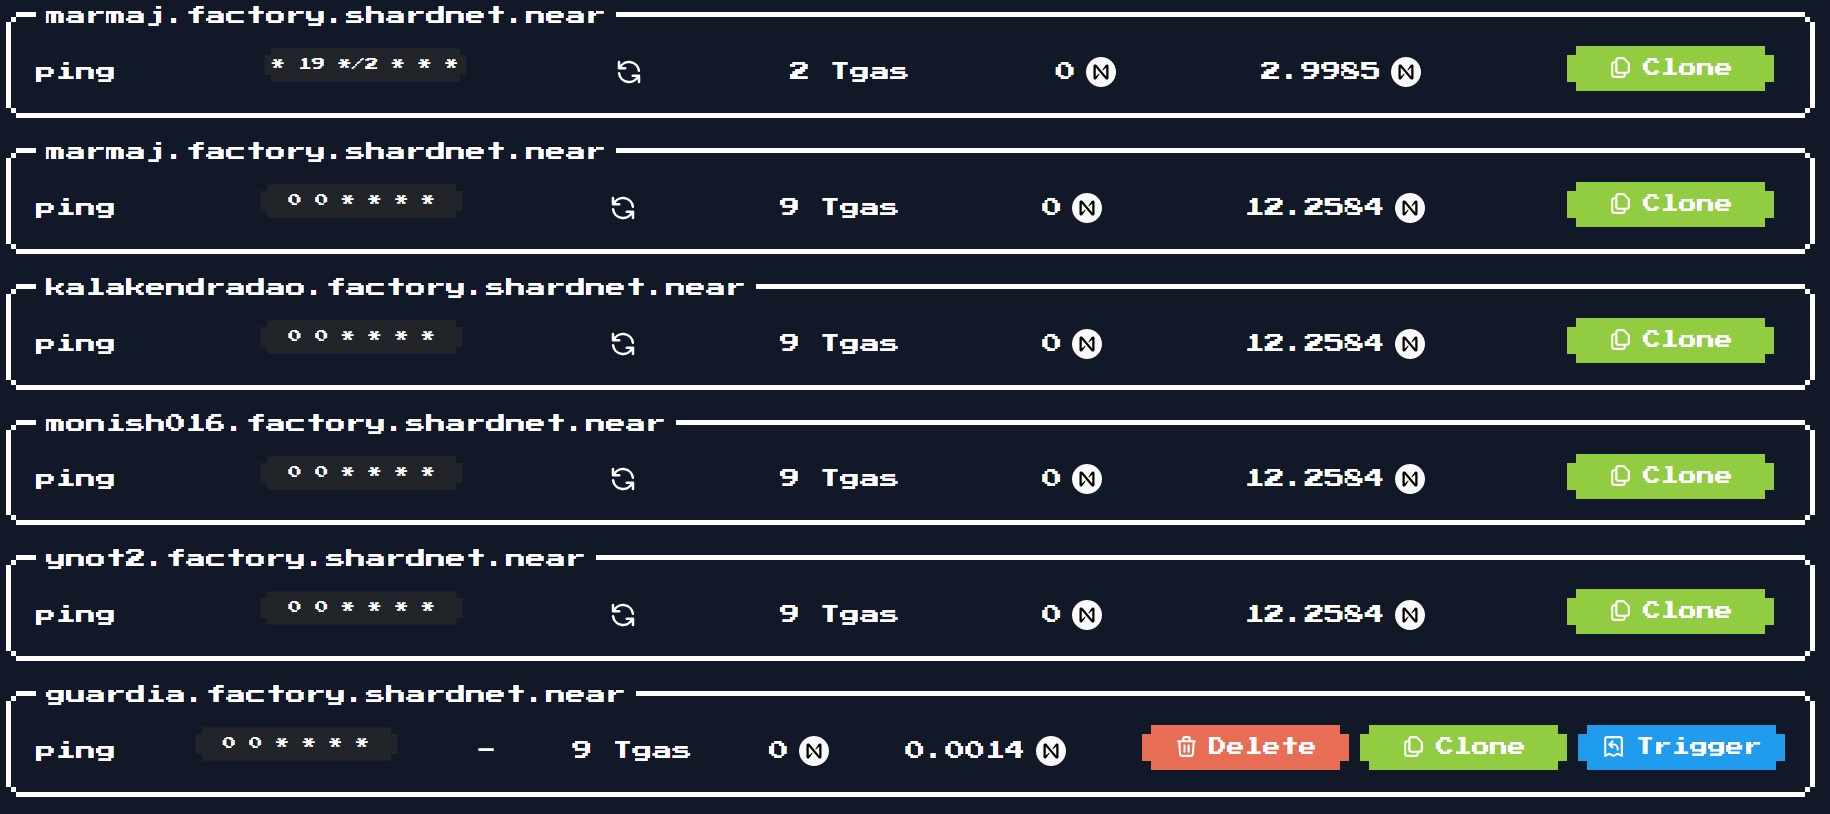 marmaj.factory.shardnet.near
ping * 19 */2 * * * 2 Tgas 0 2.9985 Clone
marmaj.factory.shardnet.near
ping 0 0 * * * * 9 Tgas 0 12.2584 Clone
kalakendradao.factory.shardnet.near
ping 0 0 * * * * 9 Tgas 0 12.2584 Clone
monish016.factory.shardnet.near
ping 0 0 * * * * 9 Tgas 0 12.2584 Clone
ynot2.factory.shardnet.near
ping 0 0 * * * * 9 Tgas 0 12.2584 Clone
guardia.factory.shardnet.near
ping 0 0 * * * * - 9 Tgas 0 0.0014 Delete Clone Trigger